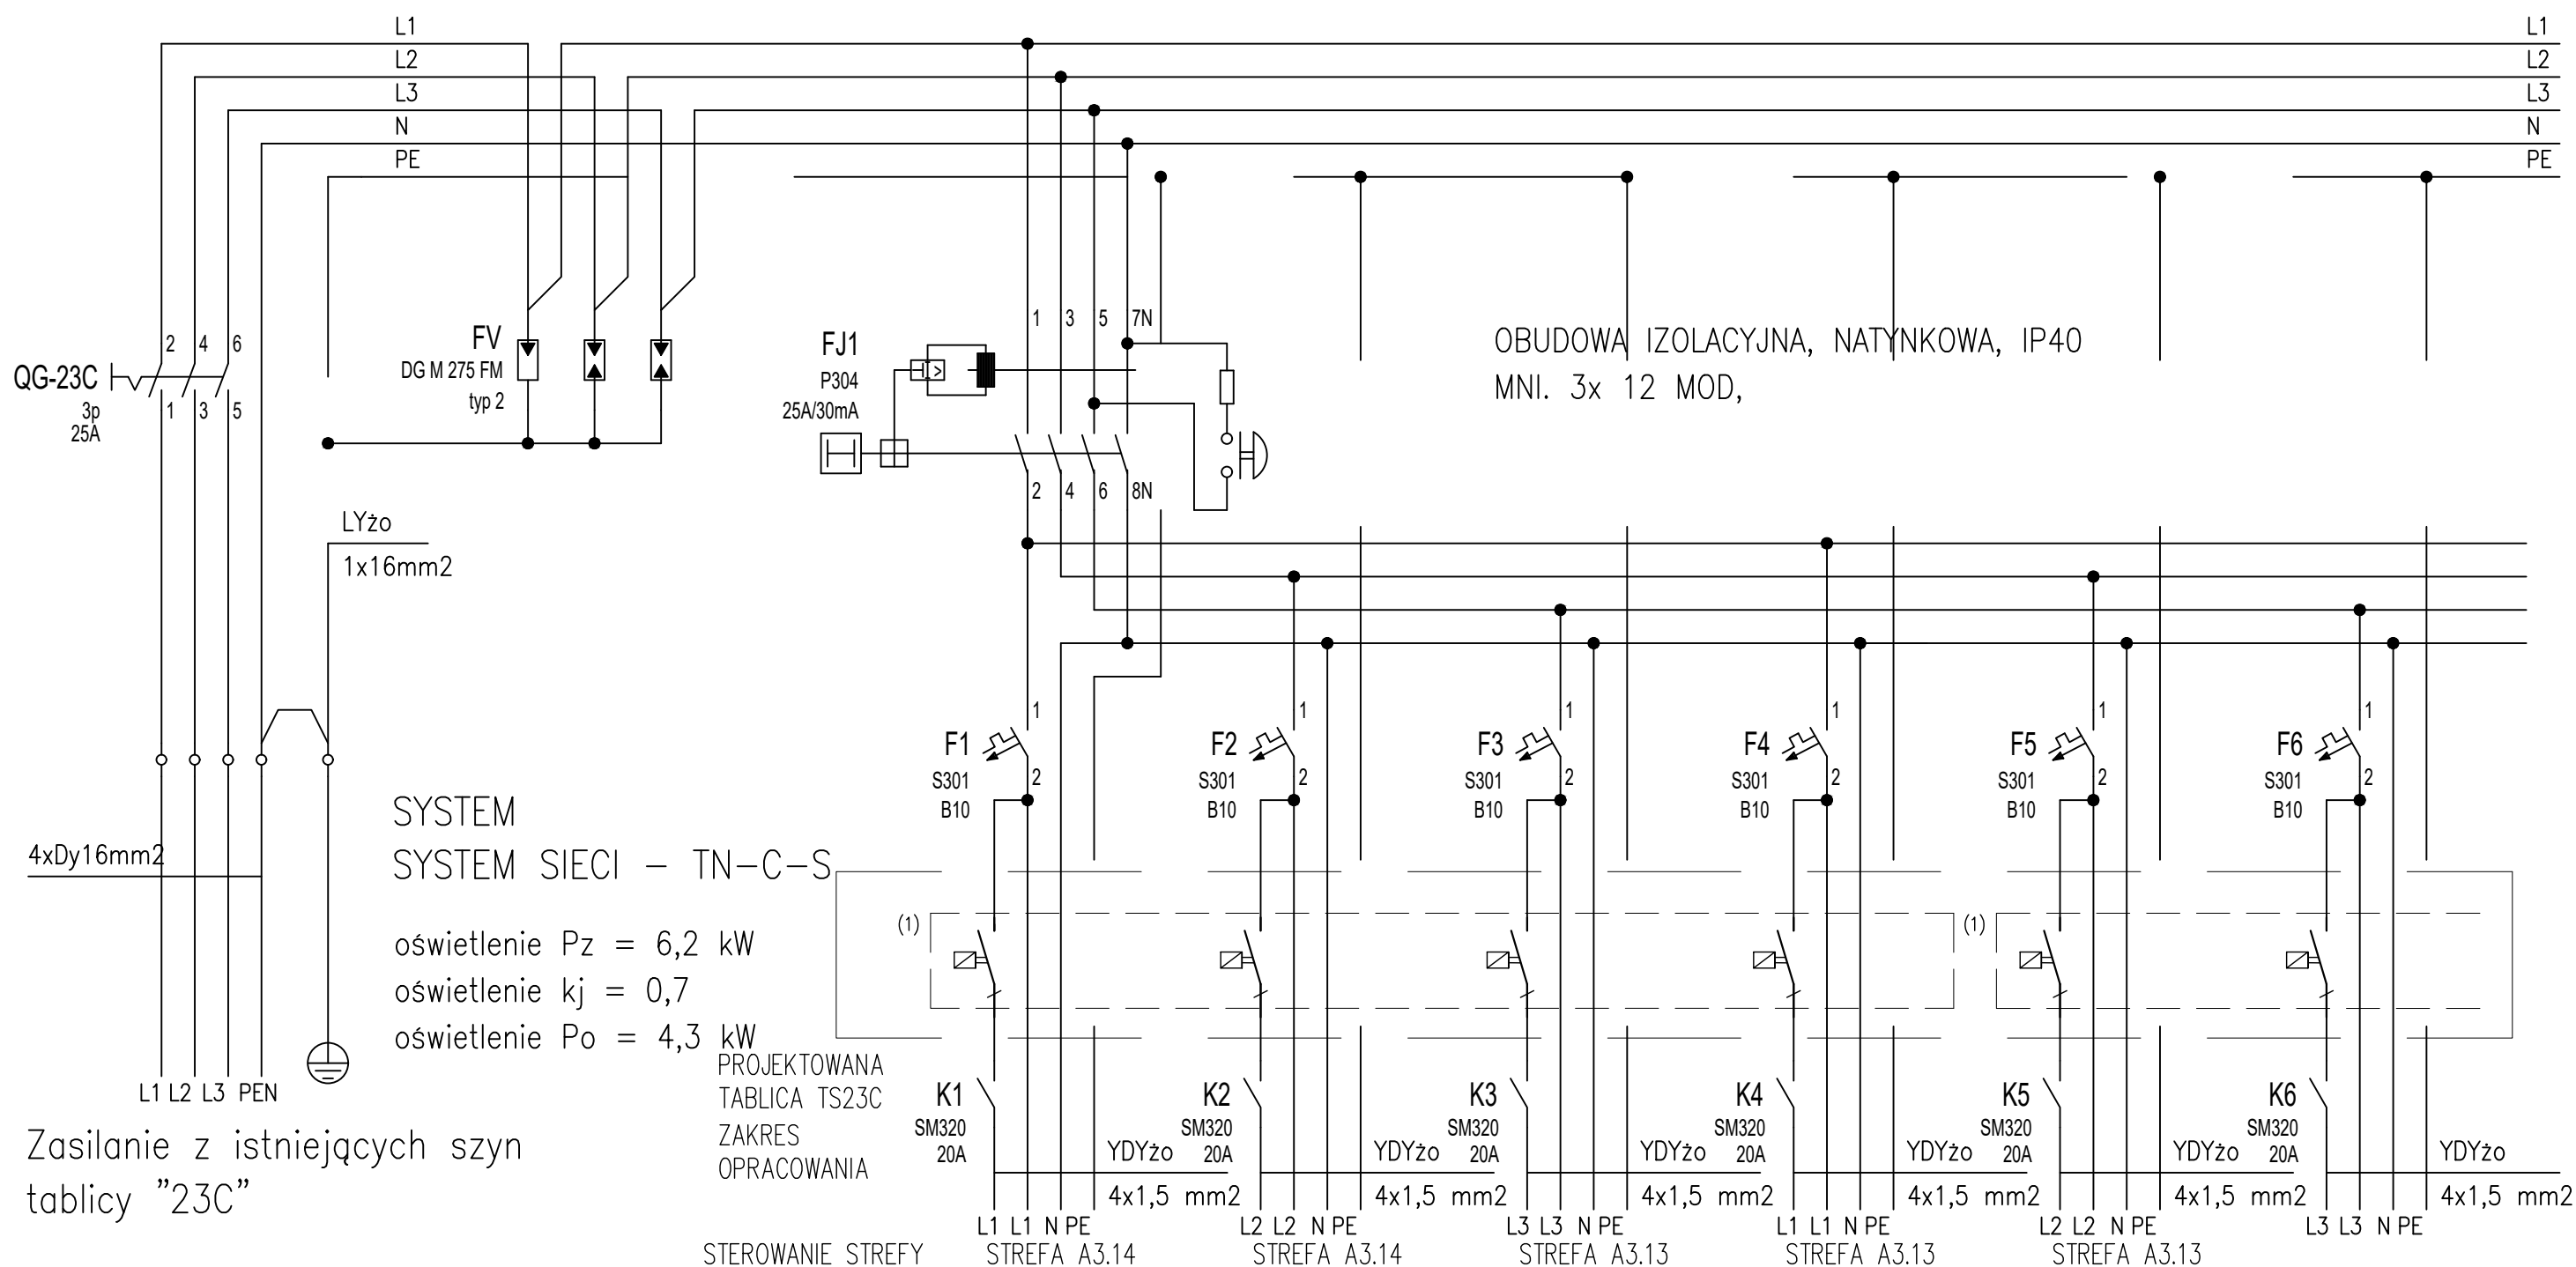 L1 L1
L2 L2
L3 L3
N N
PE PE
2 4 6
QG-23C
3p
25A
1 3 5
FV
DG M 275 FM
typ 2
FJ1
P304
25A/30mA
1 3 5 7N
2 4 6 8N
OBUDOWA IZOLACYJNA, NATYNKOWA, IP40
MNI. 3x 12 MOD,
LYżo
1x16mm2
4xDy16mm2
SYSTEM
SYSTEM SIECI - TN-C-S
oświetlenie Pz = 6,2 kW
oświetlenie kj = 0,7
oświetlenie Po = 4,3 kW
L1 L2 L3 PEN
Zasilanie z istniejących szyn
tablicy "23C"
PROJEKTOWANA
TABLICA TS23C
ZAKRES
OPRACOWANIA
1 1 1 1 1 1
F1 F2 F3 F4 F5 F6
2 2 2 2 2 2
S301 S301 S301 S301 S301 S301
B10 B10 B10 B10 B10 B10
(1) (1)
K1 K2 K3 K4 K5 K6
SM320 SM320 SM320 SM320 SM320 SM320
20A 20A 20A 20A 20A 20A
YDYżo YDYżo YDYżo YDYżo YDYżo YDYżo
4x1,5 mm2 4x1,5 mm2 4x1,5 mm2 4x1,5 mm2 4x1,5 mm2 4x1,5 mm2
L1 L1 N PE L2 L2 N PE L3 L3 N PE L1 L1 N PE L2 L2 N PE L3 L3 N PE
STEROWANIE STREFY STREFA A3.14 STREFA A3.14 STREFA A3.13 STREFA A3.13 STREFA A3.13